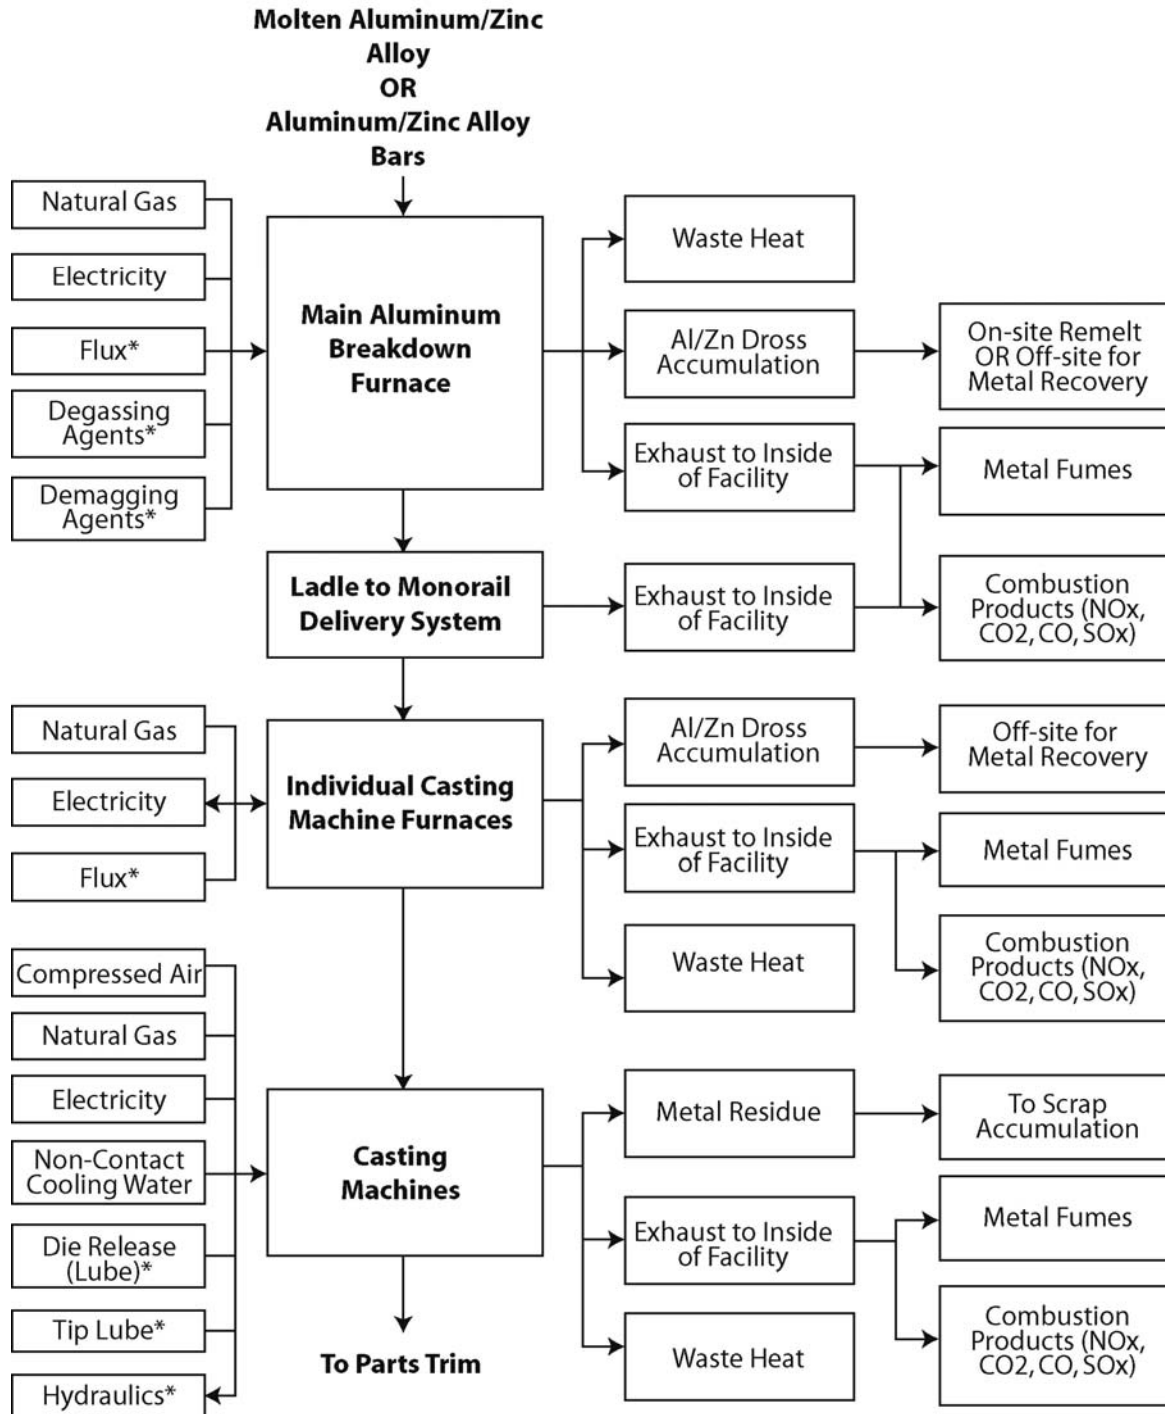 Molten Aluminum/Zinc
Alloy
OR
Aluminum/Zinc Alloy
Bars
Natural Gas
Electricity
Flux*
Degassing
Agents*
Demagging
Agents*
Main Aluminum
Breakdown
Furnace
Waste Heat
Al/Zn Dross
Accumulation
On-site Remelt
OR Off-site for
Metal Recovery
Exhaust to Inside
of Facility
Metal Fumes
Ladle to Monorail
Delivery System
Exhaust to Inside
of Facility
Combustion
Products (NOx,
CO2, CO, SOx)
Natural Gas
Electricity
Flux*
Individual Casting
Machine Furnaces
Al/Zn Dross
Accumulation
Off-site for
Metal Recovery
Exhaust to Inside
of Facility
Metal Fumes
Waste Heat
Combustion
Products (NOx,
CO2, CO, SOx)
Compressed Air
Natural Gas
Electricity
Non-Contact
Cooling Water
Die Release
(Lube)*
Tip Lube*
Hydraulics*
Casting
Machines
Metal Residue
To Scrap
Accumulation
Exhaust to Inside
of Facility
Metal Fumes
Waste Heat
Combustion
Products (NOx,
CO2, CO, SOx)
To Parts Trim